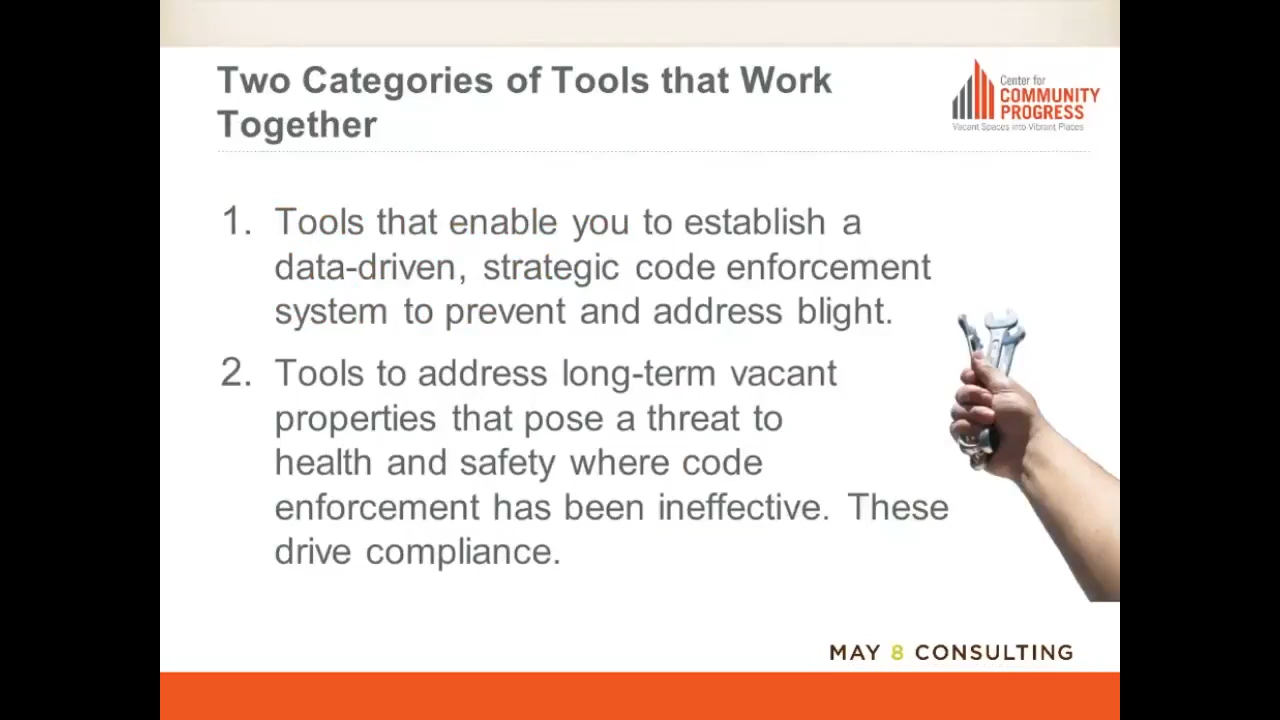 Two Categories of Tools that Work
Together
Center for
COMMUNITY
PROGRESS
Vacant Spaces into Vibrant Places
1. Tools that enable you to establish a
data-driven, strategic code enforcement
system to prevent and address blight.
2. Tools to address long-term vacant
properties that pose a threat to
health and safety where code
enforcement has been ineffective. These
drive compliance.
MAY 8 CONSULTING